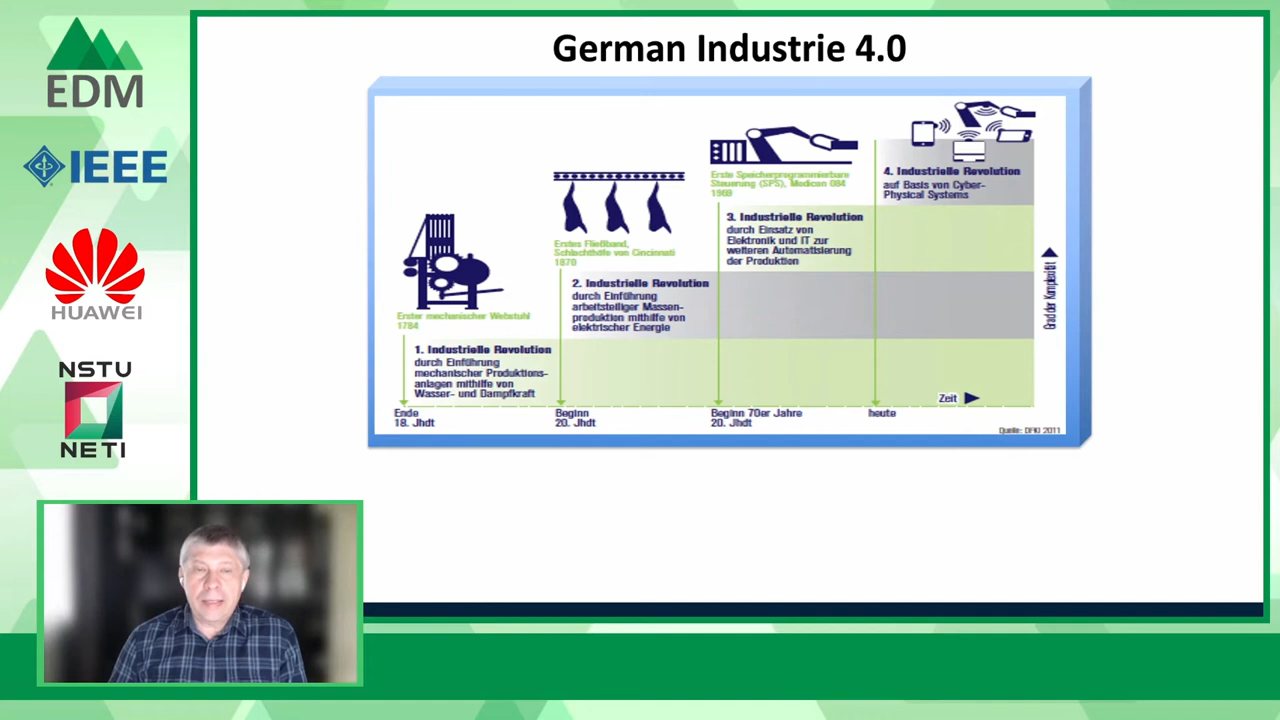 German Industrie 4.0
EDM
IEEE
HUAWEI
NSTU
NETI
Erster mechanischer Webstuhl
1784
1. Industrielle Revolution
durch Einführung
mechanischer Produktions-
anlagen mithilfe von
Wasser- und Dampfkraft
Erstes Fließband,
Schlachthöfe von Cincinnati
1870
2. Industrielle Revolution
durch Einführung
arbeitsteiliger Massen-
produktion mithilfe von
elektrischer Energie
Erste Speicherprogrammierbare
Steuerung (SPS), Modicon 084
1969
3. Industrielle Revolution
durch Einsatz von
Elektronik und IT zur
weiteren Automatisierung
der Produktion
4. Industrielle Revolution
auf Basis von Cyber-
Physical Systems
Grad der Komplexität
Zeit
Ende
18. Jhdt
Beginn
20. Jhdt
Beginn 70er Jahre
20. Jhdt
heute
Quelle: DFKI 2011